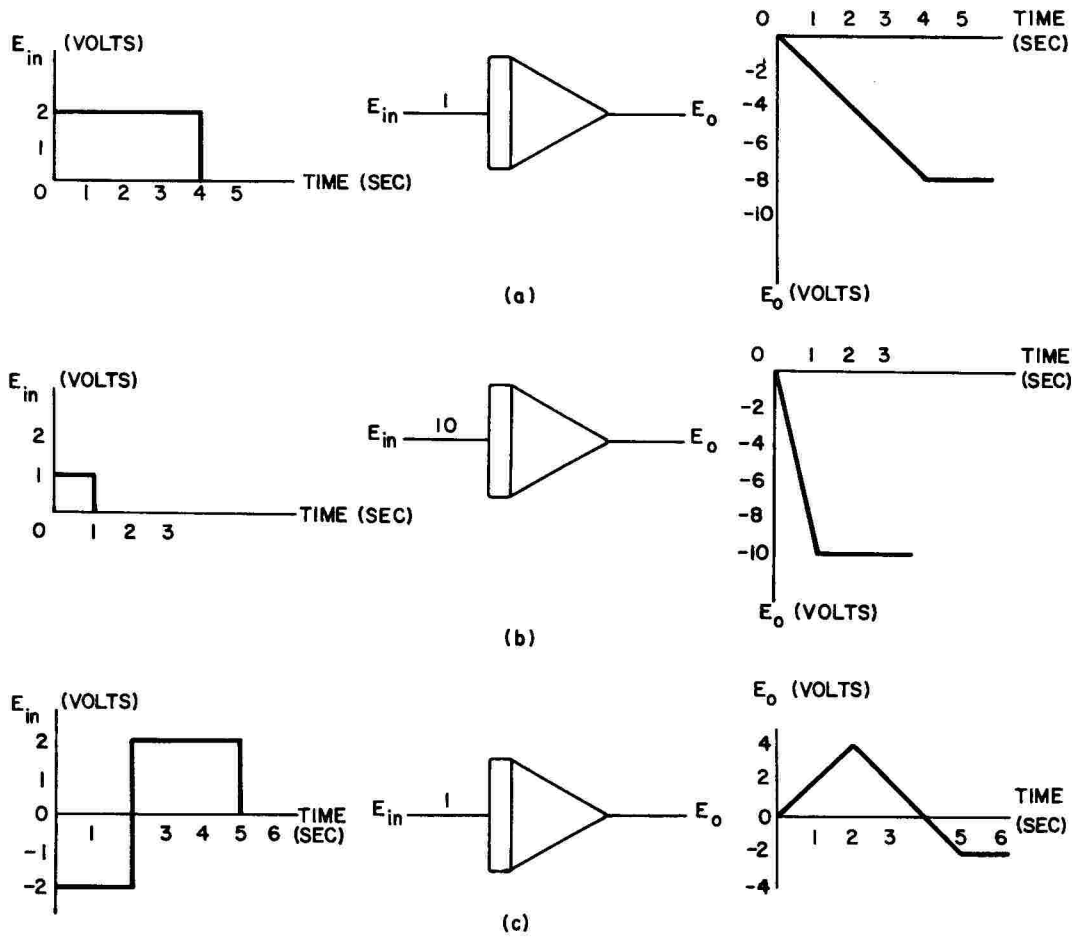 E_in (VOLTS)
2
1
0 1 2 3 4 5 TIME (SEC)
E_in 1 E_o
0 1 2 3 4 5 TIME
(SEC)
-2
-4
-6
-8
-10
E_o (VOLTS)
(a)
E_in (VOLTS)
2
1
0 1 2 3 TIME (SEC)
E_in 10 E_o
0 1 2 3 TIME
(SEC)
-2
-4
-6
-8
-10
E_o (VOLTS)
(b)
E_in (VOLTS)
2
1
0 TIME
1 3 4 5 6 (SEC)
-1
-2
E_in 1 E_o
E_o (VOLTS)
4
2
0 TIME
1 2 3 5 6 (SEC)
-2
-4
(c)